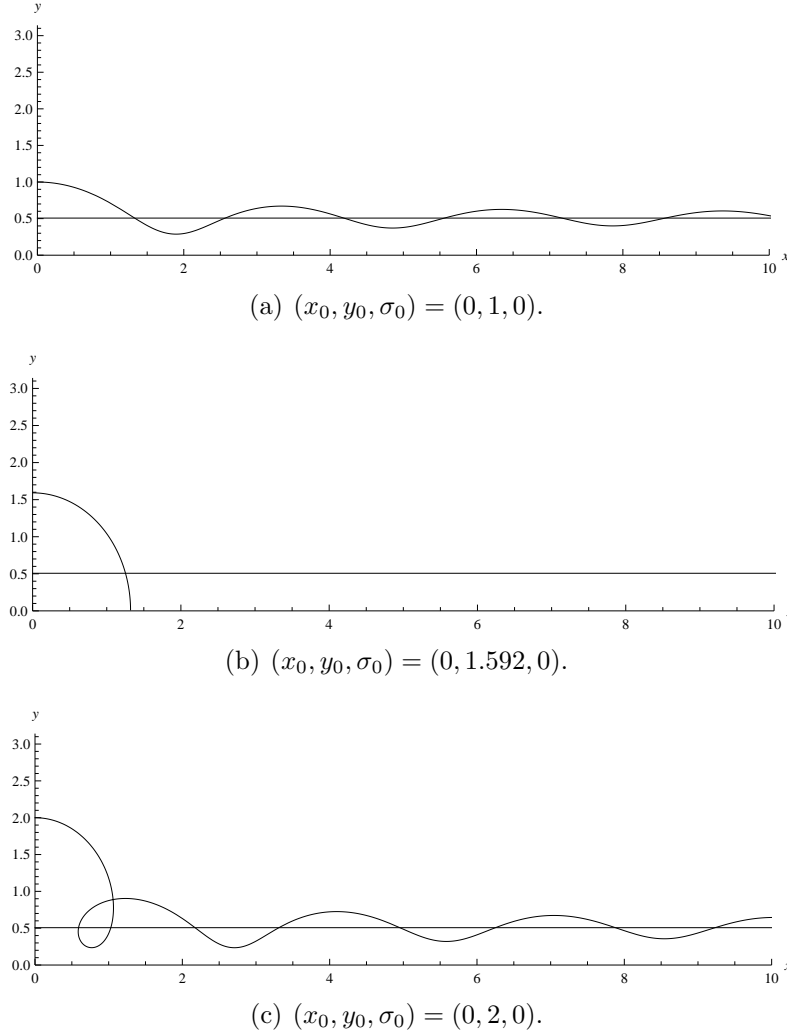 y
3.0
2.5
2.0
1.5
1.0
0.5
0.0
0 2 4 6 8 10 x
(a) (x₀, y₀, σ₀) = (0, 1, 0).
y
3.0
2.5
2.0
1.5
1.0
0.5
0.0
0 2 4 6 8 10
(b) (x₀, y₀, σ₀) = (0, 1.592, 0).
y
3.0
2.5
2.0
1.5
1.0
0.5
0.0
0 2 4 6 8 10 x
(c) (x₀, y₀, σ₀) = (0, 2, 0).